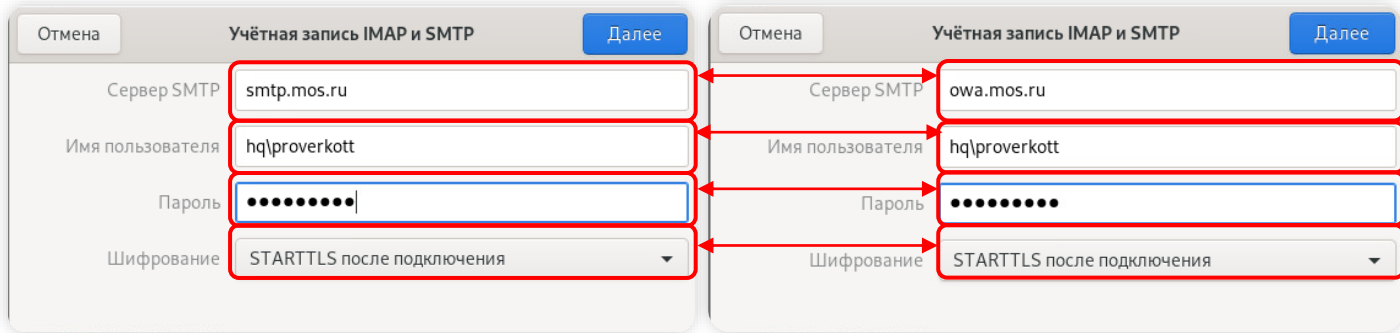 Отмена Учётная запись IMAP и SMTP Далее
Сервер SMTP smtp.mos.ru
Имя пользователя hq\proverkott
Пароль ●●●●●●●●●
Шифрование STARTTLS после подключения
Отмена Учётная запись IMAP и SMTP Далее
Сервер SMTP owa.mos.ru
Имя пользователя hq\proverkott
Пароль ●●●●●●●●●
Шифрование STARTTLS после подключения